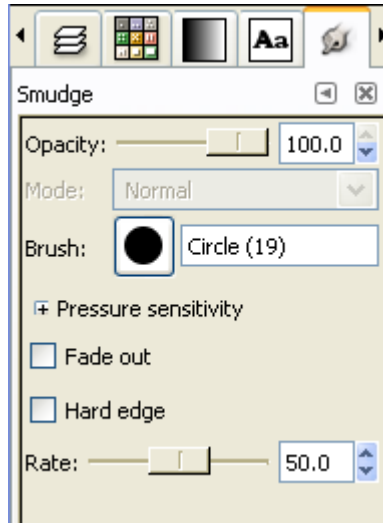 Aa
Smudge
Opacity: 100.0
Mode: Normal
Brush: Circle (19)
Pressure sensitivity
Fade out
Hard edge
Rate: 50.0